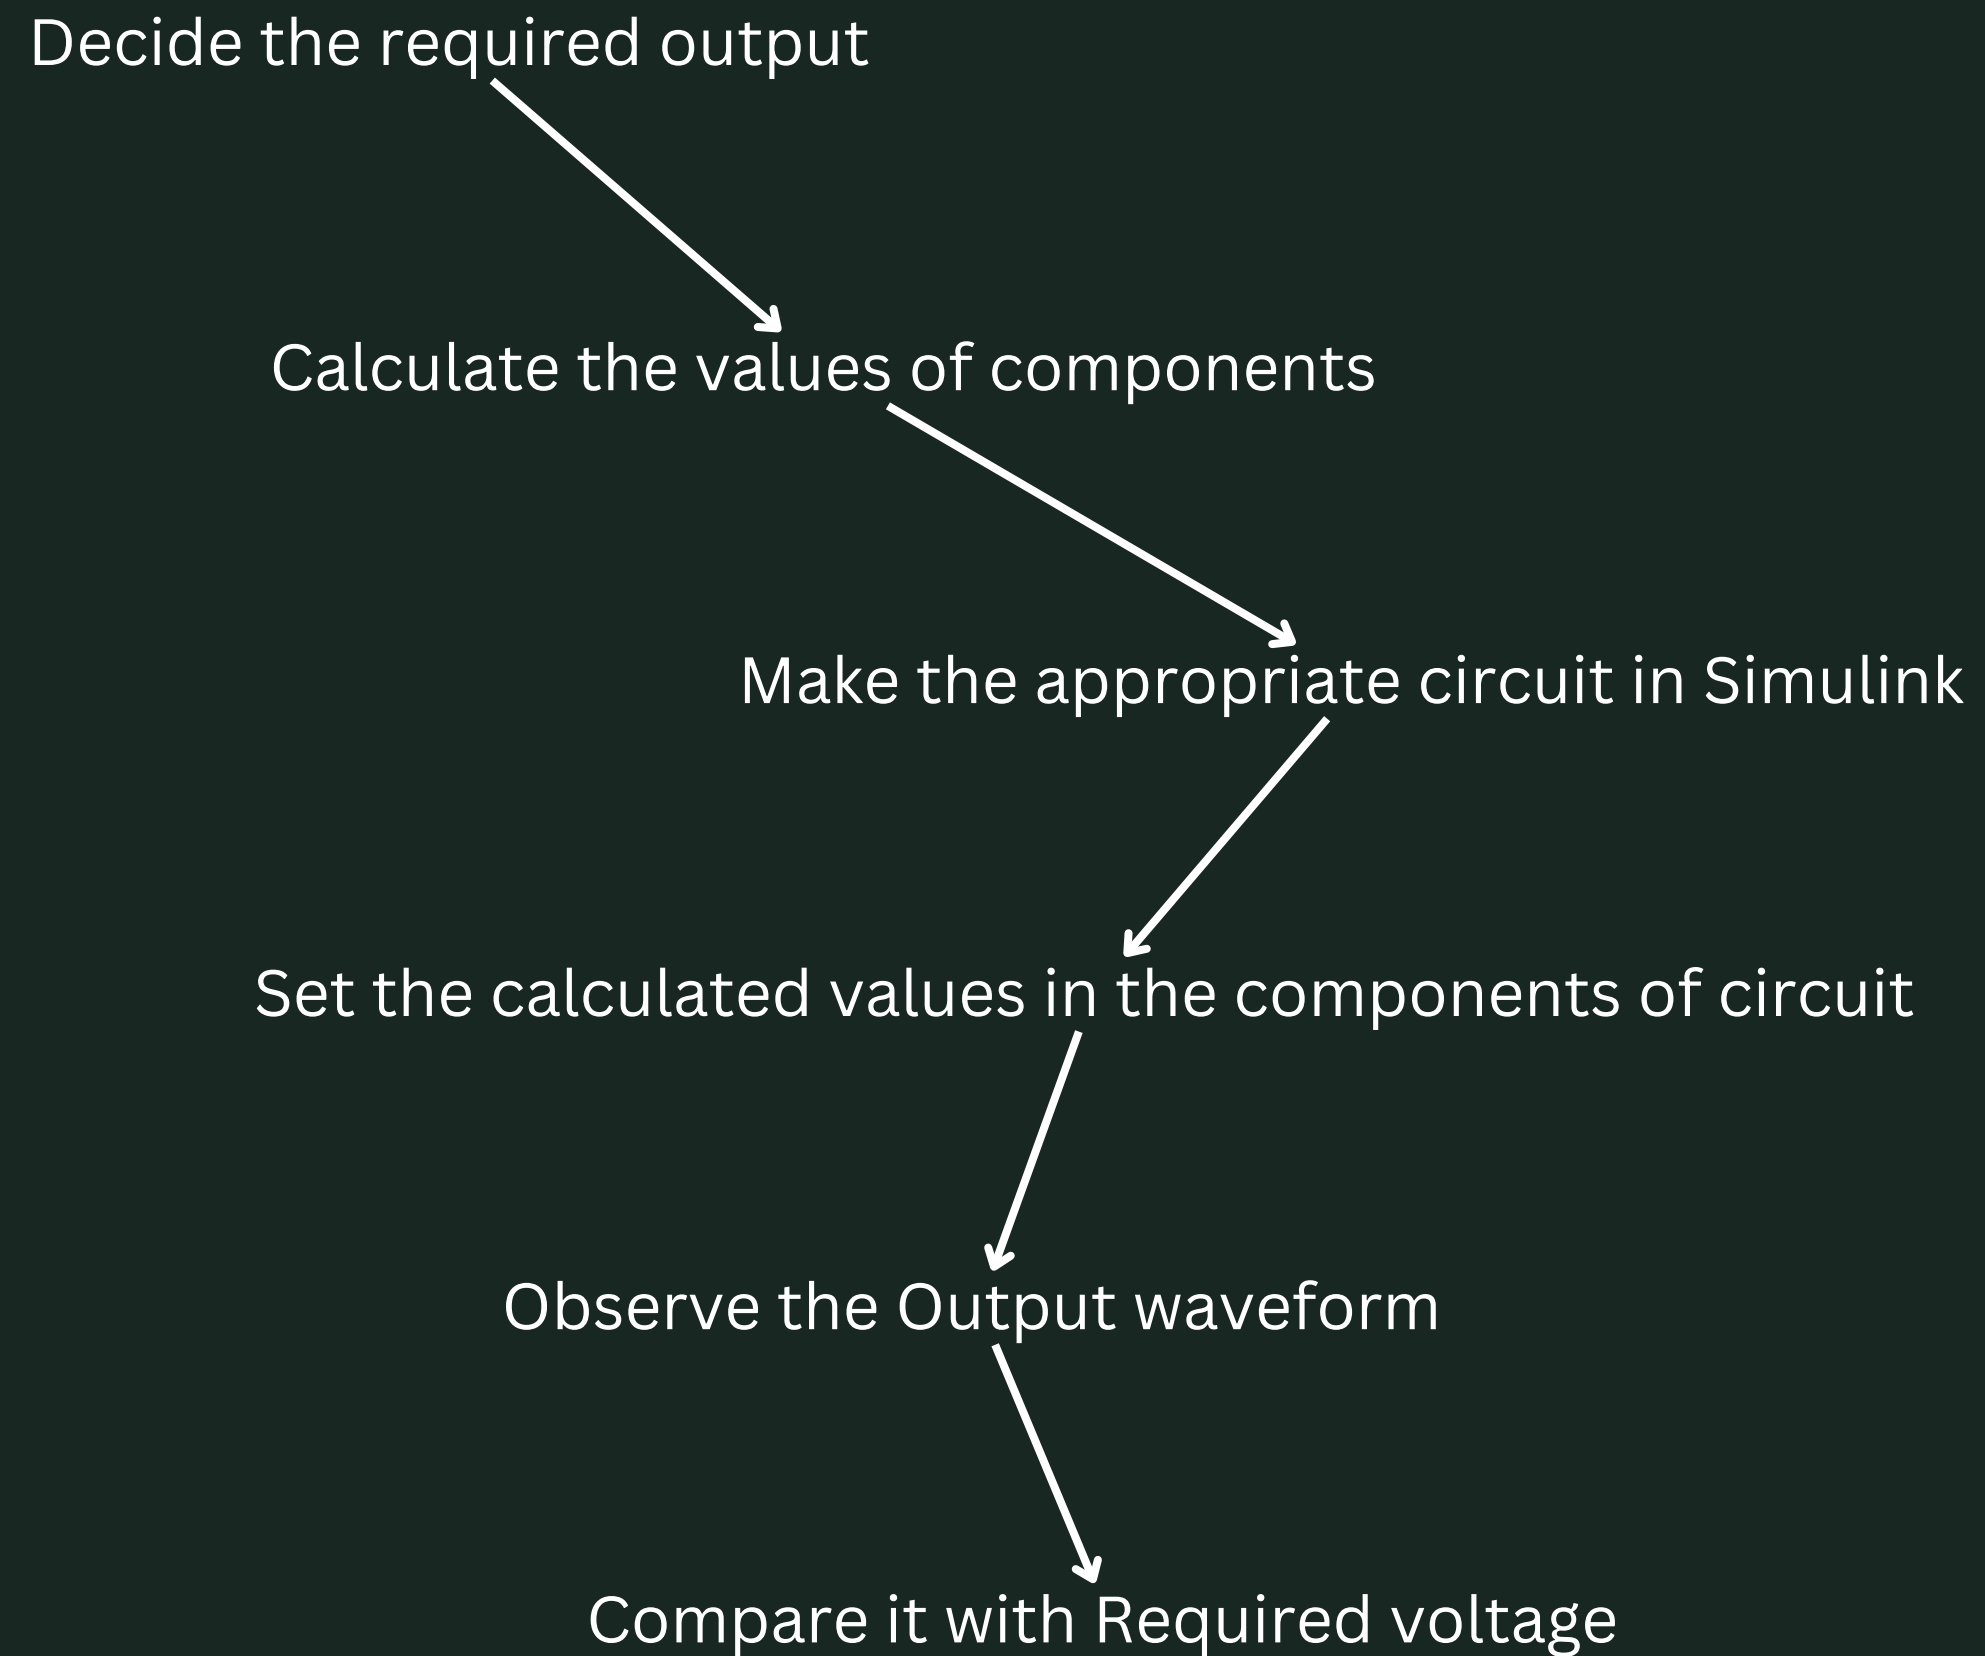 Decide the required output
Calculate the values of components
Make the appropriate circuit in Simulink
Set the calculated values in the components of circuit
Observe the Output waveform
Compare it with Required voltage